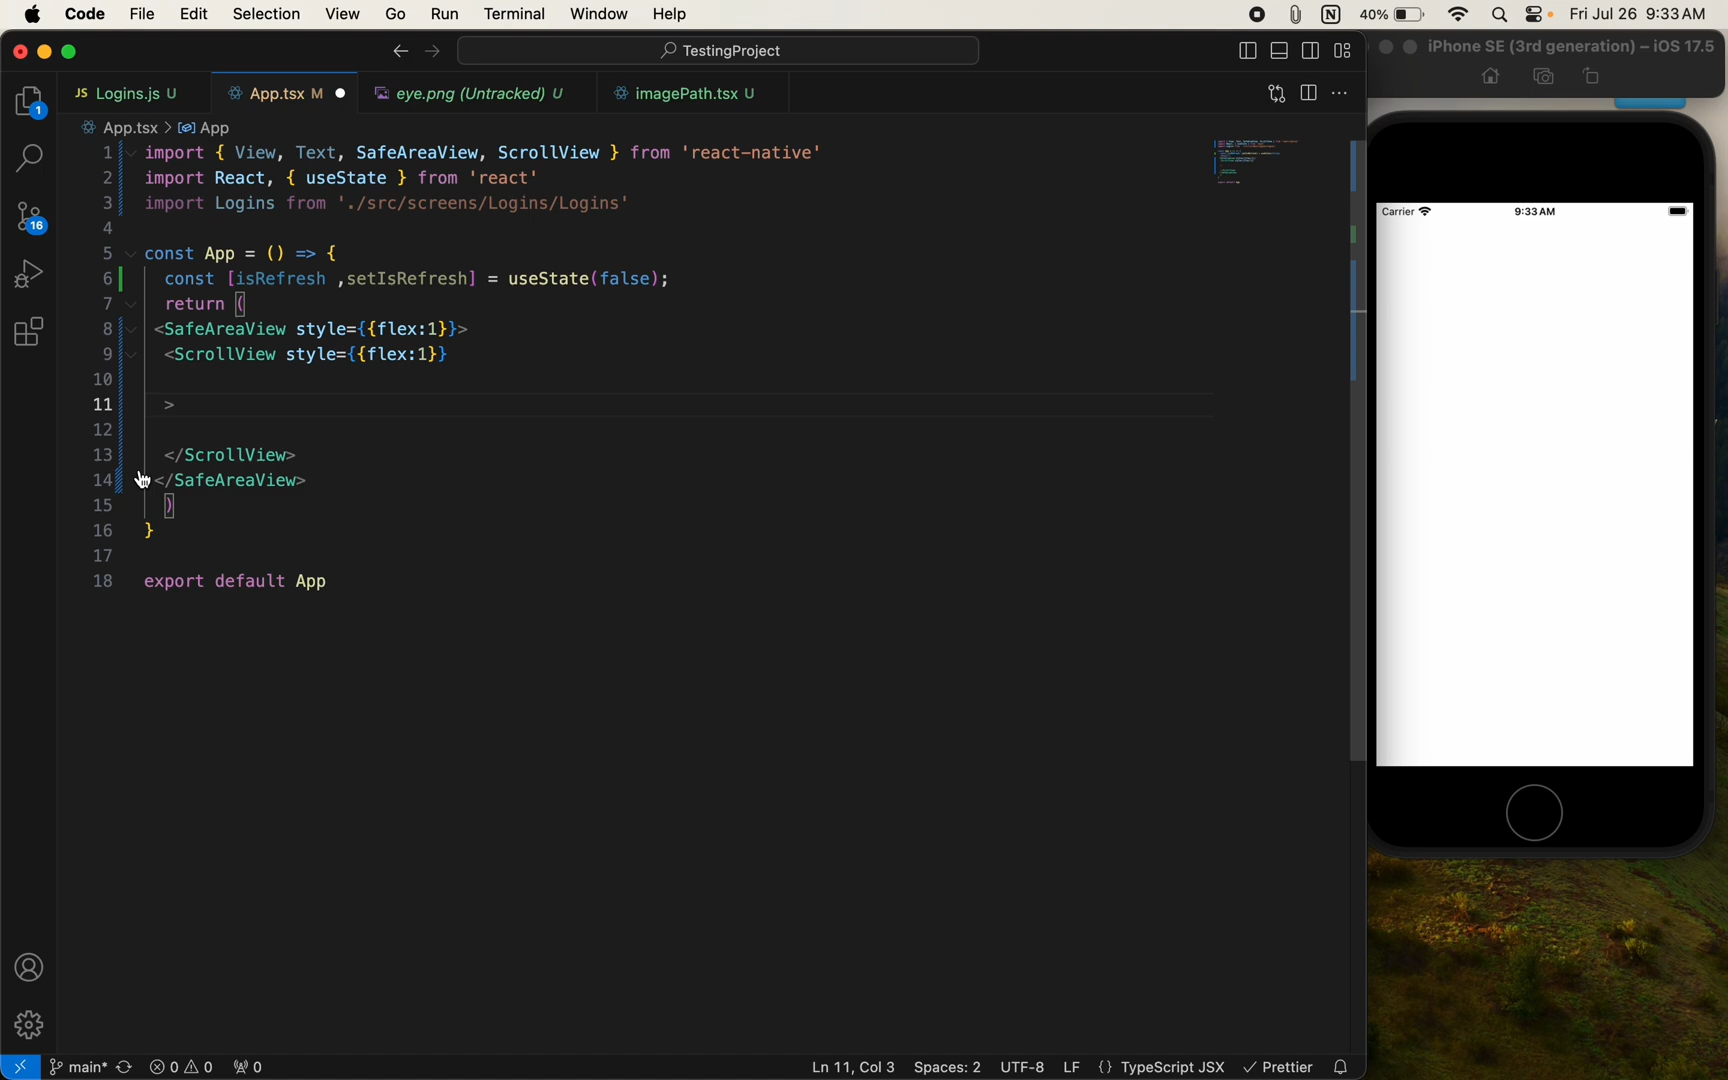 Code File Edit Selection View Go Run Terminal Window Help
N 40% Fri Jul 26 9:33 AM
TestingProject
iPhone SE (3rd generation) – iOS 17.5
JS Logins.js U
App.tsx M
eye.png (Untracked) U
imagePath.tsx U
1
App.tsx > App
1 import { View, Text, SafeAreaView, ScrollView } from 'react-native'
2 import React, { useState } from 'react'
3 import Logins from './src/screens/Logins/Logins'
4
5 const App = () => {
6 const [isRefresh ,setIsRefresh] = useState(false);
7 return (
8 <SafeAreaView style={{flex:1}}>
9 <ScrollView style={{flex:1}}
10
11 >
12
13 </ScrollView>
14 </SafeAreaView>
15 )
16 }
17
18 export default App
16
Carrier 9:33 AM
main* 0 0 0
Ln 11, Col 3 Spaces: 2 UTF-8 LF {} TypeScript JSX Prettier